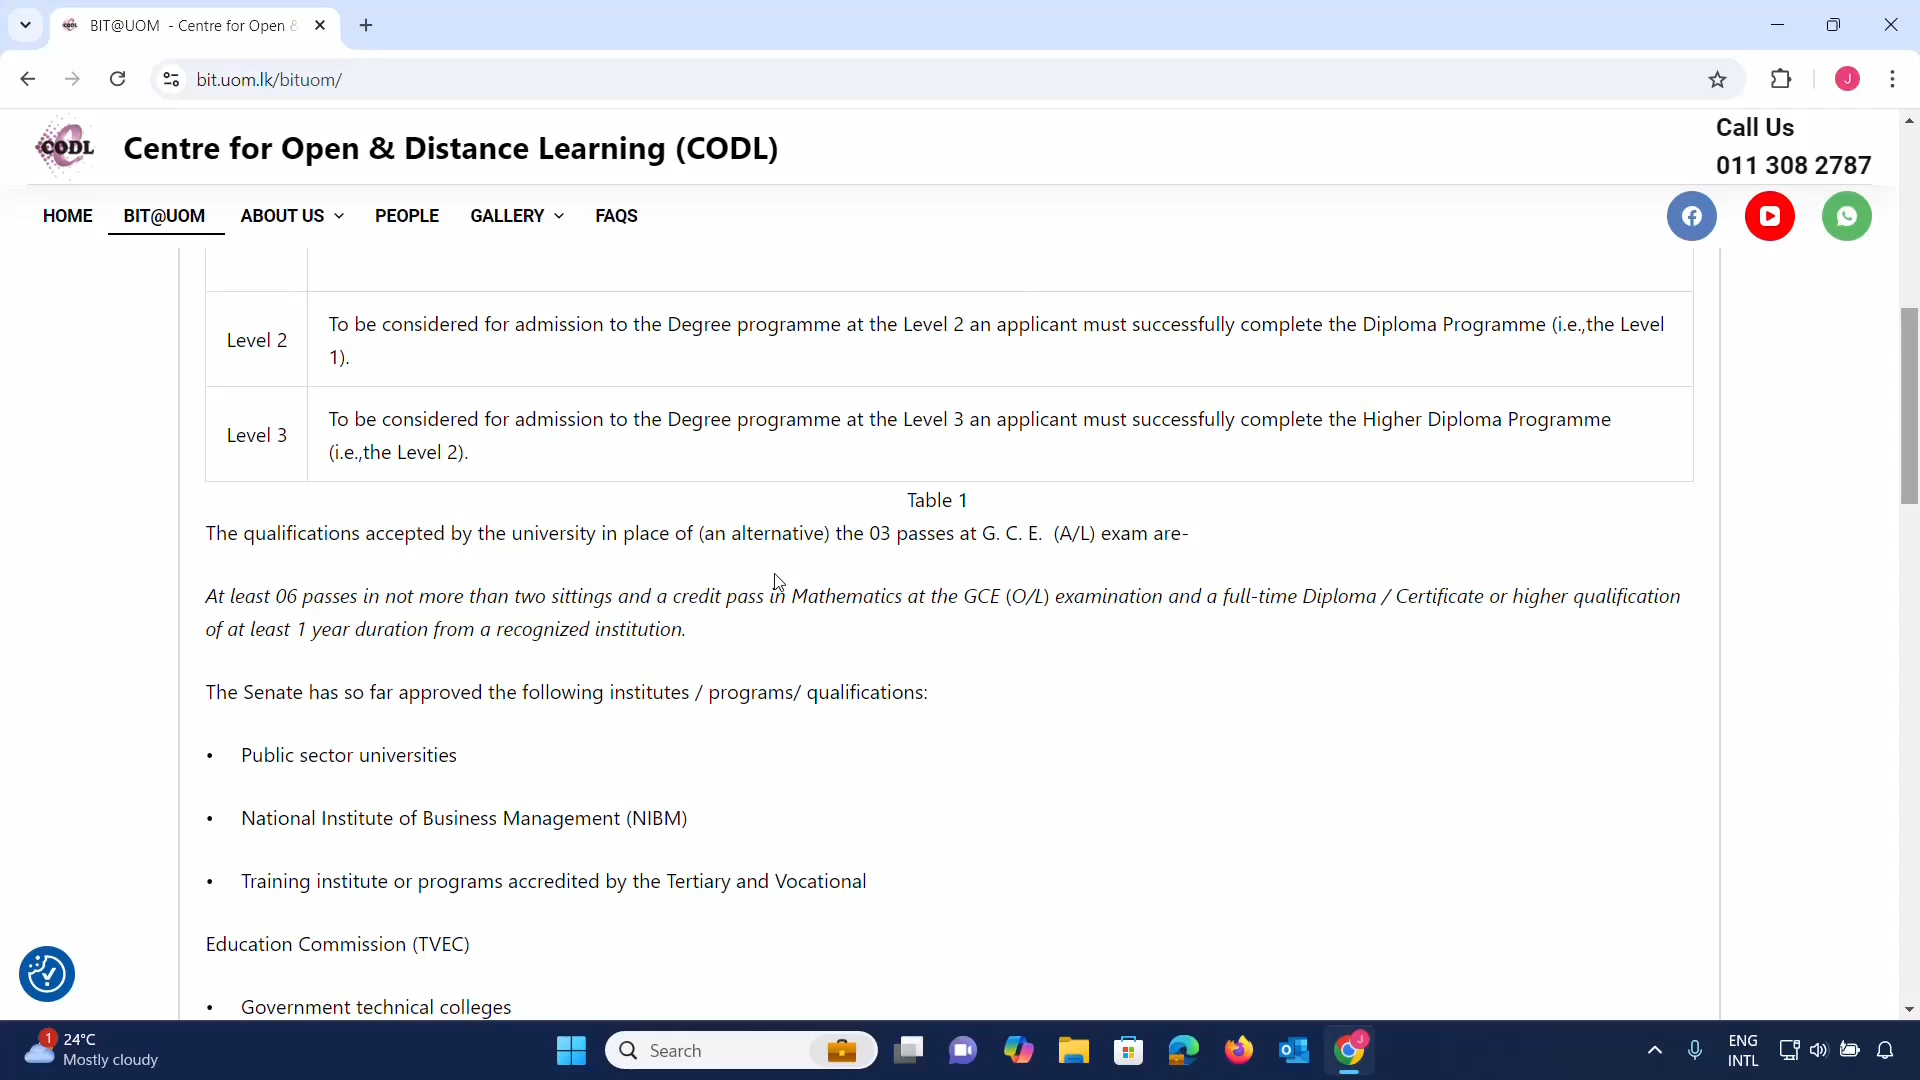 BIT@UOM - Centre for Open &
bit.uom.lk/bituom/
J
CODL
Centre for Open & Distance Learning (CODL)
Call Us
011 308 2787
HOME
BIT@UOM
ABOUT US
PEOPLE
GALLERY
FAQS
Level 2
To be considered for admission to the Degree programme at the Level 2 an applicant must successfully complete the Diploma Programme (i.e.,the Level
1).
Level 3
To be considered for admission to the Degree programme at the Level 3 an applicant must successfully complete the Higher Diploma Programme
(i.e.,the Level 2).
Table 1
The qualifications accepted by the university in place of (an alternative) the 03 passes at G. C. E. (A/L) exam are-
At least 06 passes in not more than two sittings and a credit pass in Mathematics at the GCE (O/L) examination and a full-time Diploma / Certificate or higher qualification
of at least 1 year duration from a recognized institution.
The Senate has so far approved the following institutes / programs/ qualifications:
• Public sector universities
• National Institute of Business Management (NIBM)
• Training institute or programs accredited by the Tertiary and Vocational
Education Commission (TVEC)
• Government technical colleges
1
24°C
Mostly cloudy
Search
J
ENG
INTL